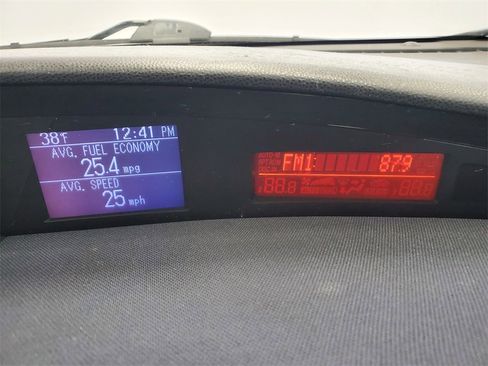 38°F 12:41 PM
AVG. FUEL ECONOMY
25.4 mpg
AVG. SPEED
25 mph
FM1 87.9